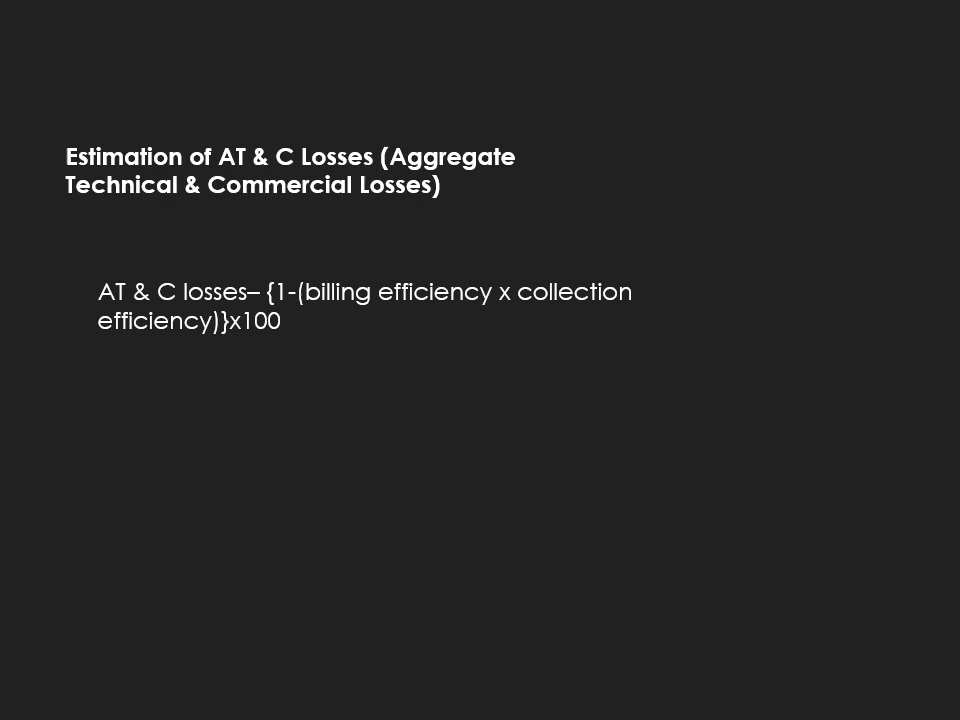 Estimation of AT & C Losses (Aggregate
Technical & Commercial Losses)
AT & C losses– {1-(billing efficiency x collection
efficiency)}x100